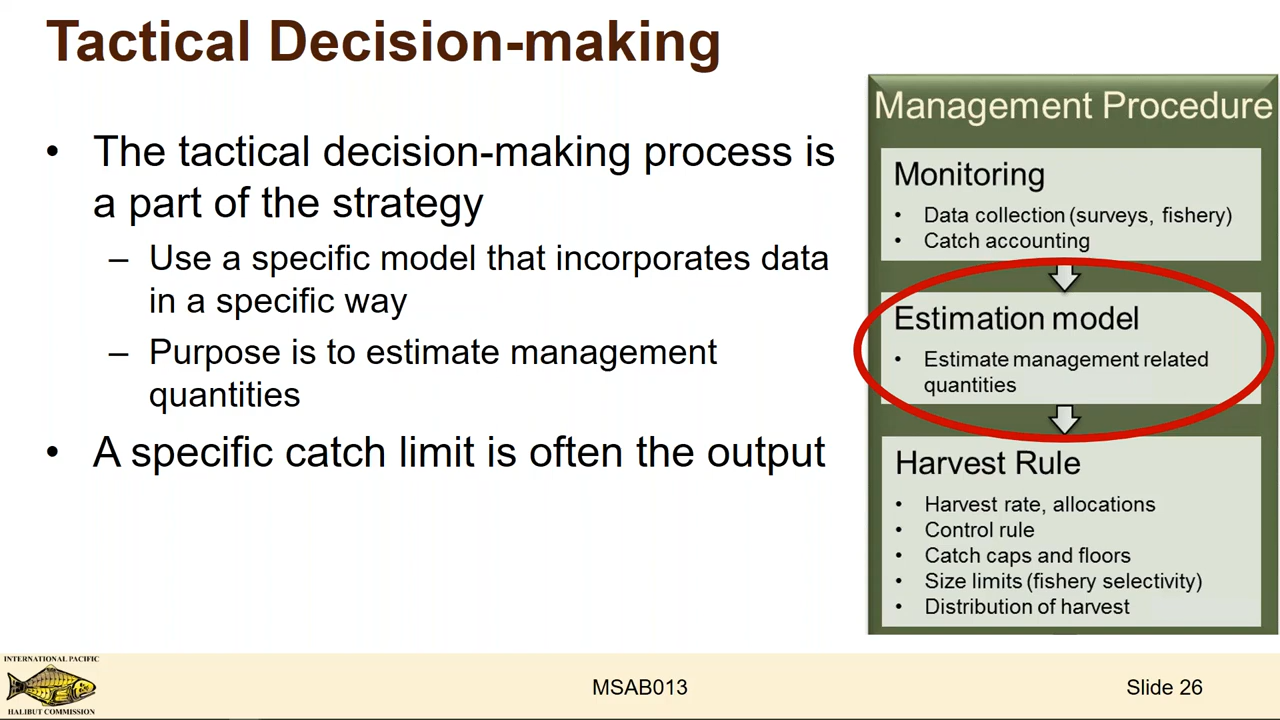 Tactical Decision-making
• The tactical decision-making process is
a part of the strategy
– Use a specific model that incorporates data
in a specific way
– Purpose is to estimate management
quantities
• A specific catch limit is often the output
Management Procedure
Monitoring
• Data collection (surveys, fishery)
• Catch accounting
Estimation model
• Estimate management related
quantities
Harvest Rule
• Harvest rate, allocations
• Control rule
• Catch caps and floors
• Size limits (fishery selectivity)
• Distribution of harvest
INTERNATIONAL PACIFIC
HALIBUT COMMISSION
MSAB013
Slide 26